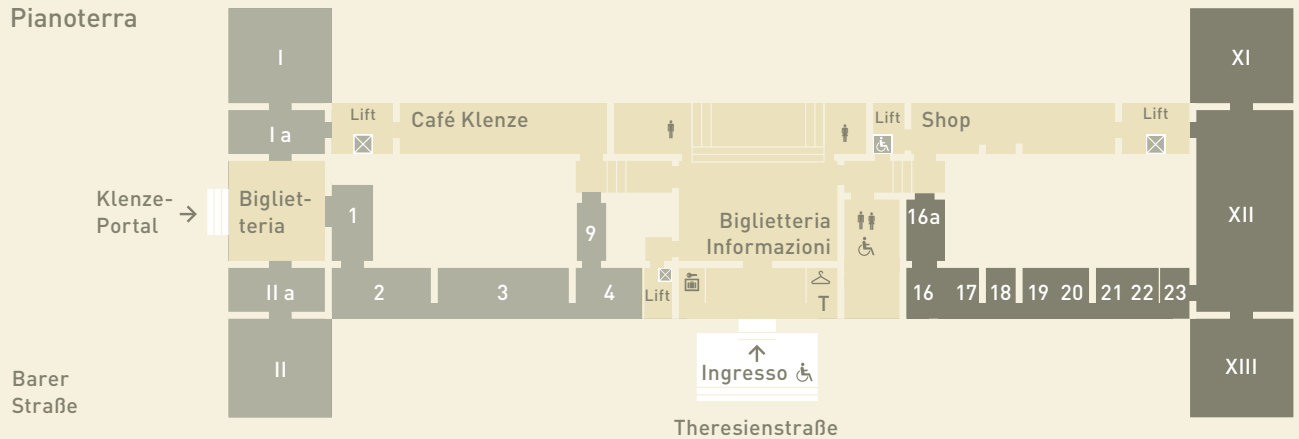 Pianoterra
I
XI
Lift
Café Klenze
Lift
Shop
Lift
I a
Klenze-
Portal
Bigliet-
teria
1
9
Biglietteria
Informazioni
16a
XII
II a
2
3
4
Lift
T
16
17
18
19
20
21
22
23
II
Ingresso
XIII
Barer
Straße
Theresienstraße